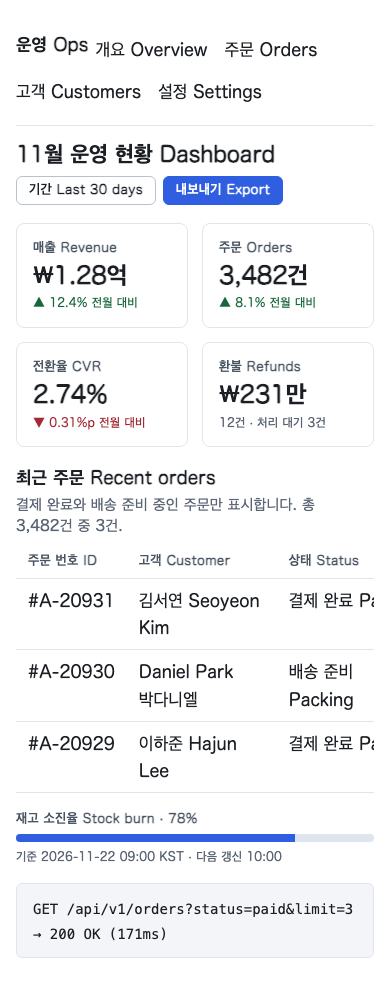 운영 Ops 개요 Overview 주문 Orders
고객 Customers 설정 Settings
11월 운영 현황 Dashboard
기간 Last 30 days 내보내기 Export
매출 Revenue 주문 Orders
₩1.28억 3,482건
▲ 12.4% 전월 대비 ▲ 8.1% 전월 대비
전환율 CVR 환불 Refunds
2.74% ₩231만
▼ 0.31%p 전월 대비 12건 · 처리 대기 3건
최근 주문 Recent orders
결제 완료와 배송 준비 중인 주문만 표시합니다. 총
3,482건 중 3건.
주문 번호 ID 고객 Customer 상태 Status
#A-20931 김서연 Seoyeon 결제 완료 Pa
Kim
#A-20930 Daniel Park 배송 준비
박다니엘 Packing
#A-20929 이하준 Hajun 결제 완료 Pa
Lee
재고 소진율 Stock burn · 78%
기준 2026-11-22 09:00 KST · 다음 갱신 10:00
GET /api/v1/orders?status=paid&limit=3
→ 200 OK (171ms)